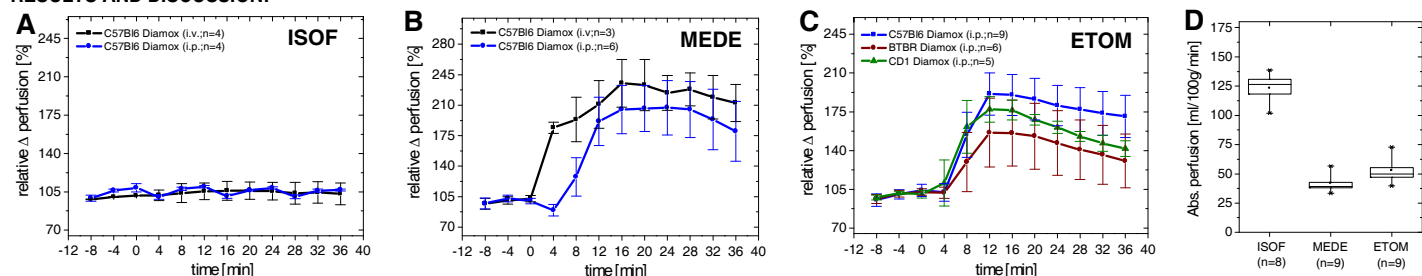 RESULTS AND DISCUSSION:
A
C57Bl6 Diamox (i.v.;n=4)
C57Bl6 Diamox (i.p.;n=4)
ISOF
relative Δ perfusion [%]
245
210
175
140
105
70
-12 -8 -4 0 4 8 12 16 20 24 28 32 36 40
time [min]
B
C57Bl6 Diamox (i.v;n=3)
C57Bl6 Diamox (i.p.;n=6)
MEDE
relative Δ perfusion [%]
280
245
210
175
140
105
70
-12 -8 -4 0 4 8 12 16 20 24 28 32 36 40
time [min]
C
C57Bl6 Diamox (i.p.;n=9)
BTBR Diamox (i.p.;n=6)
CD1 Diamox (i.p.;n=5)
ETOM
relative Δ perfusion [%]
245
210
175
140
105
70
-12 -8 -4 0 4 8 12 16 20 24 28 32 36 40
time [min]
D
Abs. perfusion [ml/100g/ min]
175
150
125
100
75
50
25
0
ISOF MEDE ETOM
(n=8) (n=9) (n=9)